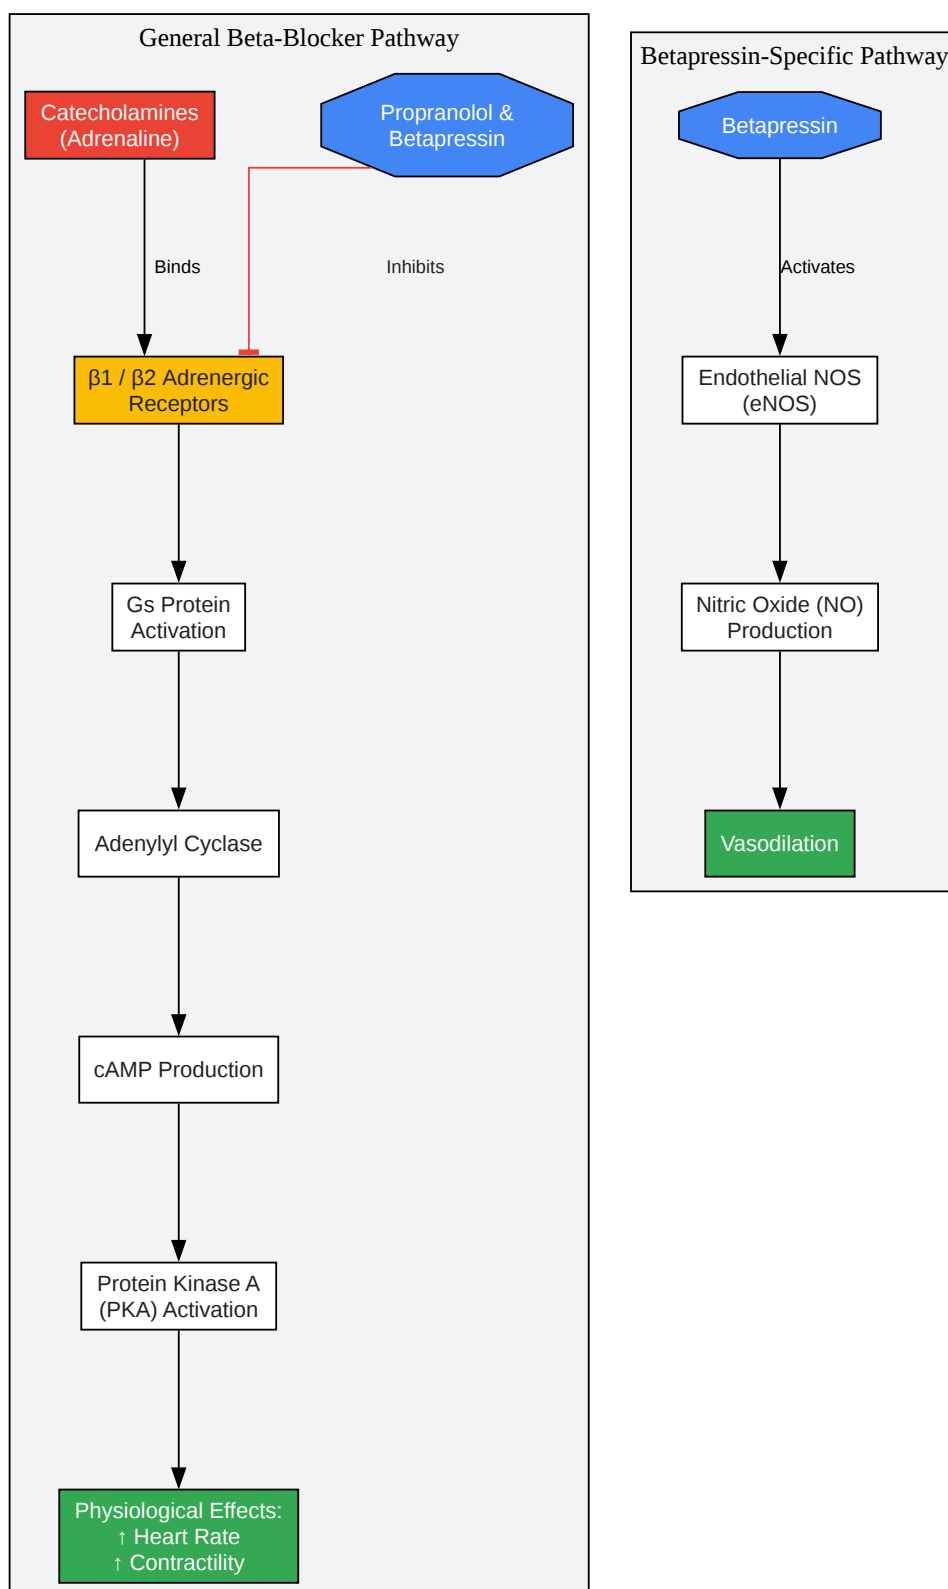 General Beta-Blocker Pathway
Catecholamines
(Adrenaline)
Propranolol &
Betapressin
Binds
Inhibits
β1 / β2 Adrenergic
Receptors
Gs Protein
Activation
Adenylyl Cyclase
cAMP Production
Protein Kinase A
(PKA) Activation
Physiological Effects:
↑ Heart Rate
↑ Contractility
Betapressin-Specific Pathway
Betapressin
Activates
Endothelial NOS
(eNOS)
Nitric Oxide (NO)
Production
Vasodilation